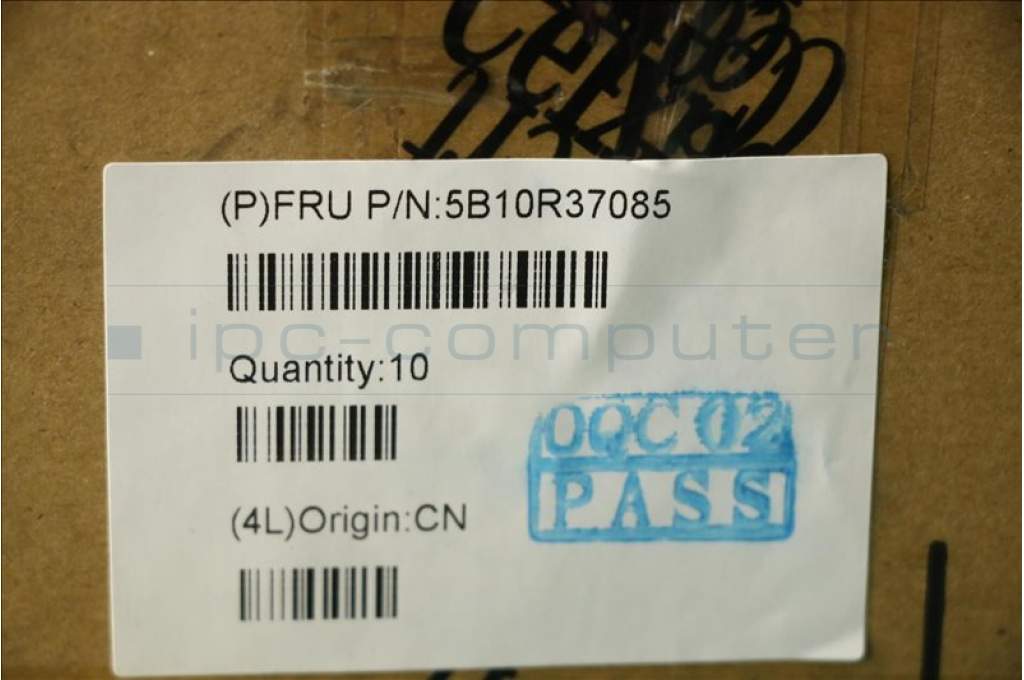 (P)FRU P/N:5B10R37085
ipc-computer
Quantity:10
OQC 02
PASS
(4L)Origin:CN